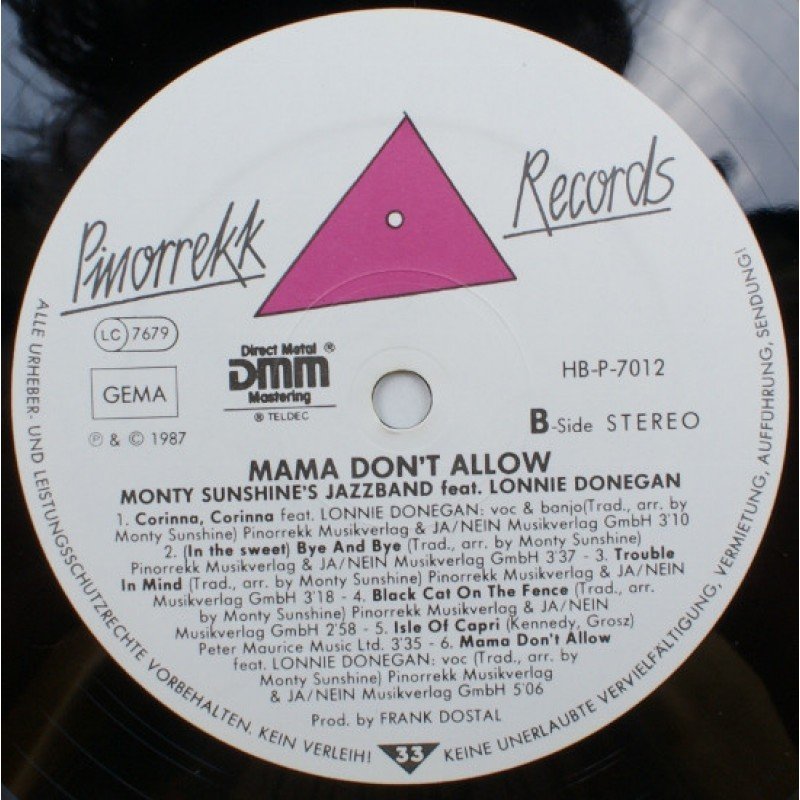 Pinorrekk Records
LC 7679
GEMA
℗ & © 1987
Direct Metal ®
DMM
Mastering
® TELDEC
HB-P-7012
B-Side STEREO
MAMA DON'T ALLOW
MONTY SUNSHINE'S JAZZBAND feat. LONNIE DONEGAN
1. Corinna, Corinna feat. LONNIE DONEGAN: voc & banjo(Trad., arr. by
Monty Sunshine) Pinorrekk Musikverlag & JA/NEIN Musikverlag GmbH 3'10
2. (In the sweet) Bye And Bye (Trad., arr. by Monty Sunshine)
Pinorrekk Musikverlag & JA/NEIN Musikverlag GmbH 3'37 - 3. Trouble
In Mind (Trad., arr. by Monty Sunshine) Pinorrekk Musikverlag & JA/NEIN
Musikverlag GmbH 3'18 - 4. Black Cat On The Fence (Trad., arr.
by Monty Sunshine) Pinorrekk Musikverlag & JA/NEIN
Musikverlag GmbH 2'58 - 5. Isle Of Capri (Kennedy, Grosz)
Peter Maurice Music Ltd. 3'35 - 6. Mama Don't Allow
feat. LONNIE DONEGAN: voc (Trad., arr. by
Monty Sunshine) Pinorrekk Musikverlag
& JA/NEIN Musikverlag GmbH 5'06
Prod. by FRANK DOSTAL
33
ALLE URHEBER- UND LEISTUNGSSCHUTZRECHTE VORBEHALTEN. KEIN VERLEIH! KEINE UNERLAUBTE VERVIELFÄLTIGUNG, VERMIETUNG, AUFFÜHRUNG, SENDUNG!